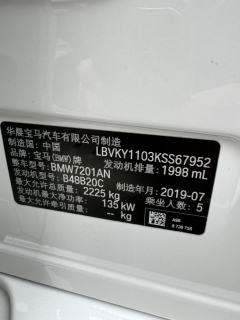 华晨宝马汽车有限公司制造
制造国: 中国 LBVKY1103KSS67952
品牌: 宝马(BMW)牌 发动机排量: 1998 mL
整车型号: BMW7201AN
发动机型号: B48B20C 制造年月: 2019-07
最大允许总质量: 2225 kg 乘坐人数: 5
发动机最大净功率: 135 kW
最大允许牵引质量: -- kg
A96